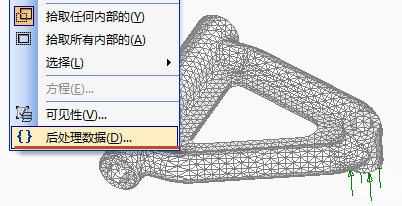 拾取任何内部的(Y)
拾取所有内部的(A)
选择(L)
方程(E)...
可见性(V)...
后处理数据(D)...